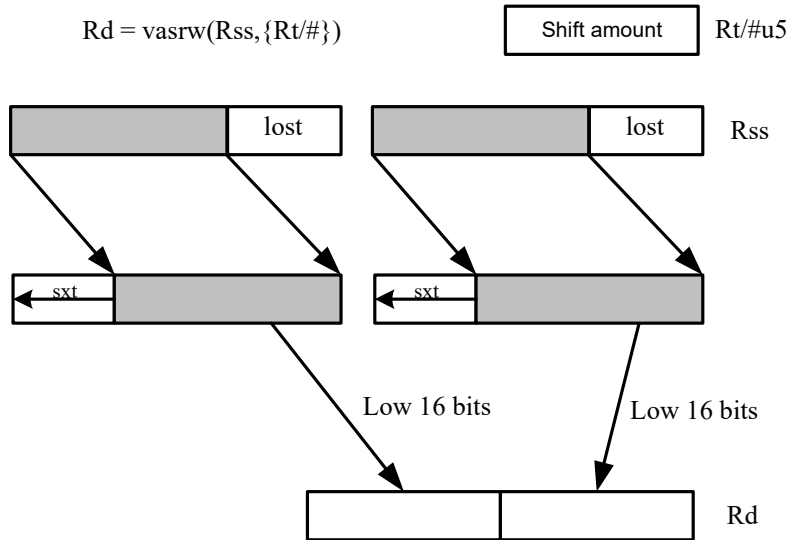 Rd = vasrw(Rss,{Rt/#})
Shift amount
Rt/#u5
lost
lost
Rss
sxt
sxt
Low 16 bits
Low 16 bits
Rd